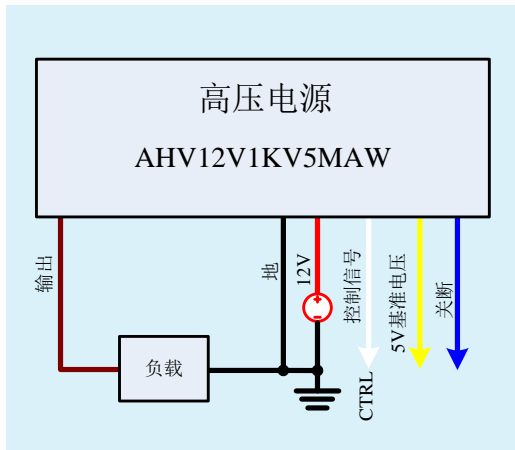 高压电源
AHV12V1KV5MAW
输出
地
12V
控制信号
5V基准电压
关断
负载
CTRL